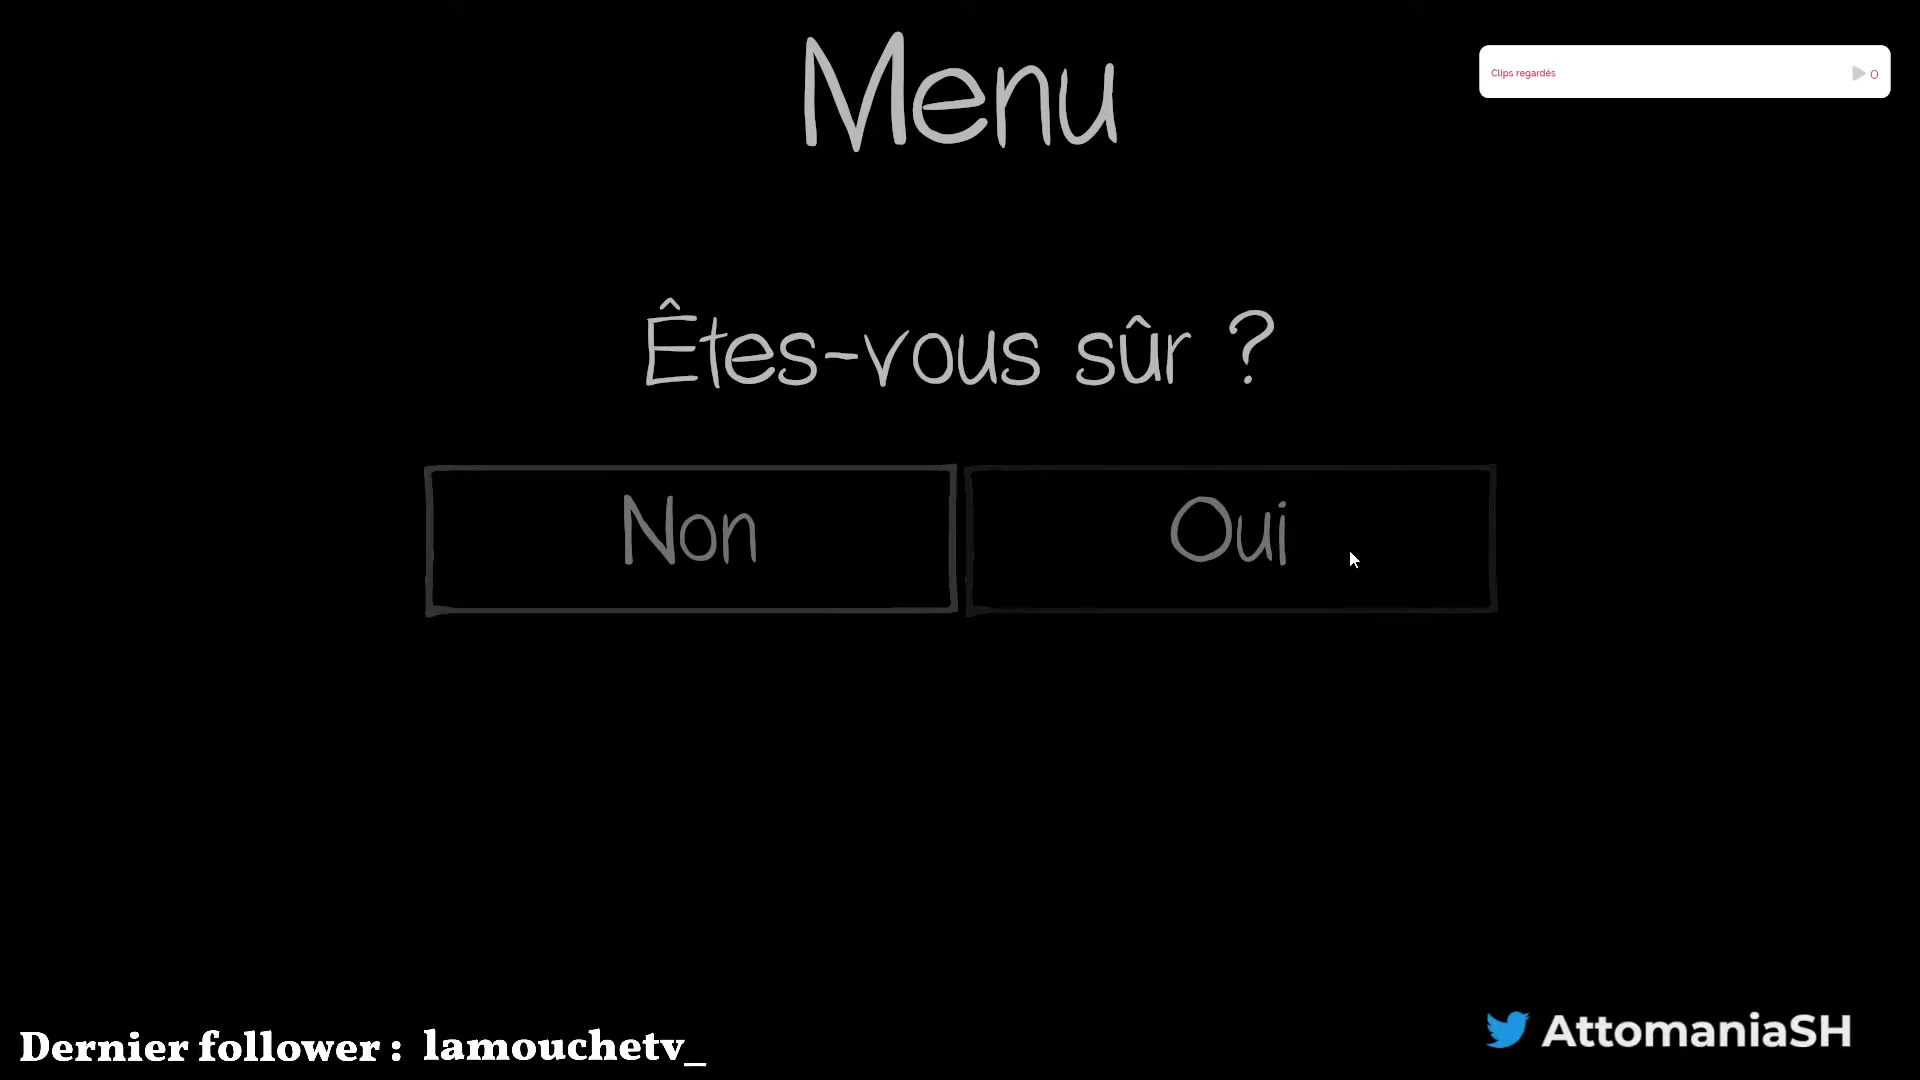 Menu
Clips regardés
0
Êtes-vous sûr ?
Non
Oui
Dernier follower : lamouchetv_
AttomaniaSH